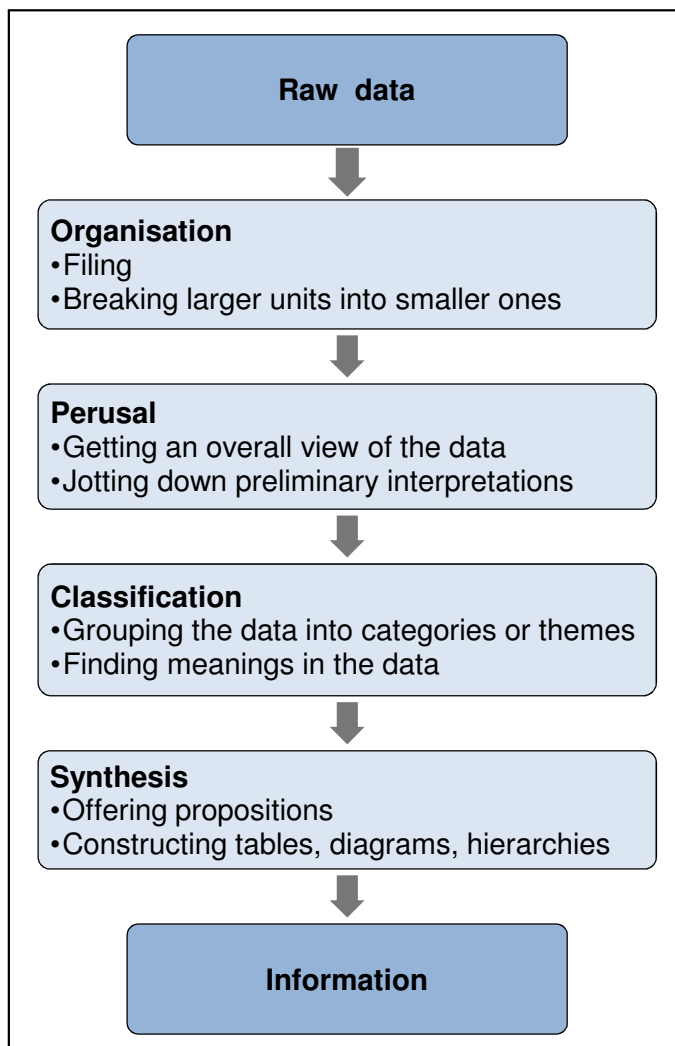 Raw data
Organisation
•Filing
•Breaking larger units into smaller ones
Perusal
•Getting an overall view of the data
•Jotting down preliminary interpretations
Classification
•Grouping the data into categories or themes
•Finding meanings in the data
Synthesis
•Offering propositions
•Constructing tables, diagrams, hierarchies
Information